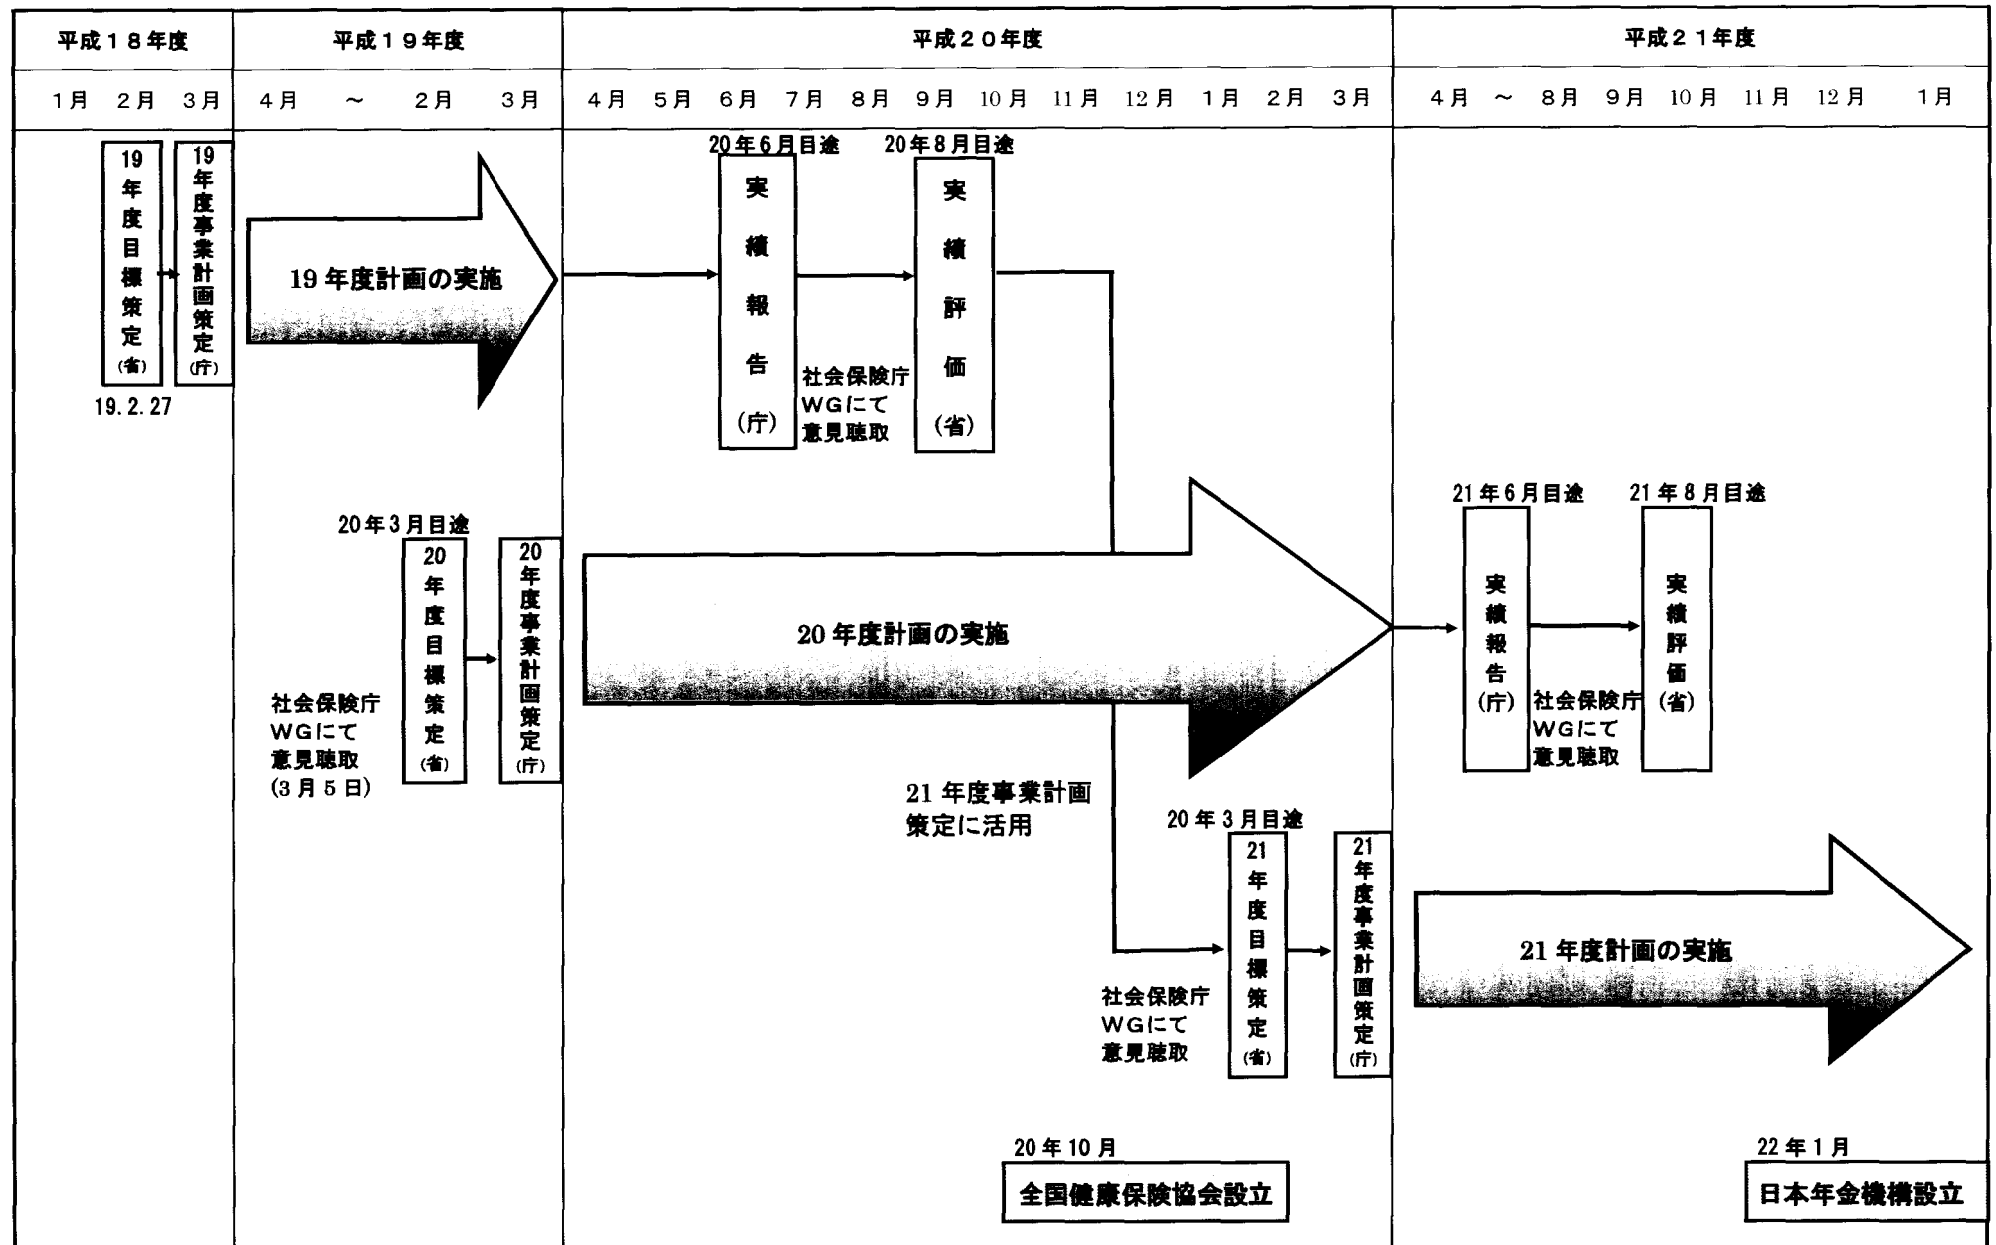 平成１８年度
平成１９年度
平成２０年度
平成２１年度
１月
２月
３月
４月
～
２月
３月
４月
５月
６月
７月
８月
９月
10月
11月
12月
１月
２月
３月
４月
～
８月
９月
10月
11月
12月
１月
19年度目標策定(省)
19.2.27
19年度事業計画策定(庁)
19年度計画の実施
20年6月目途
実績報告(庁)
社会保険庁
WGにて
意見聴取
20年8月目途
実績評価(省)
20年3月目途
20年度目標策定(省)
社会保険庁
WGにて
意見聴取
(3月5日)
20年度事業計画策定(庁)
20年度計画の実施
21年6月目途
実績報告(庁)
社会保険庁
WGにて
意見聴取
21年8月目途
実績評価(省)
21年度事業計画
策定に活用
20年3月目途
21年度目標策定(省)
社会保険庁
WGにて
意見聴取
21年度事業計画策定(庁)
21年度計画の実施
20年10月
全国健康保険協会設立
22年1月
日本年金機構設立